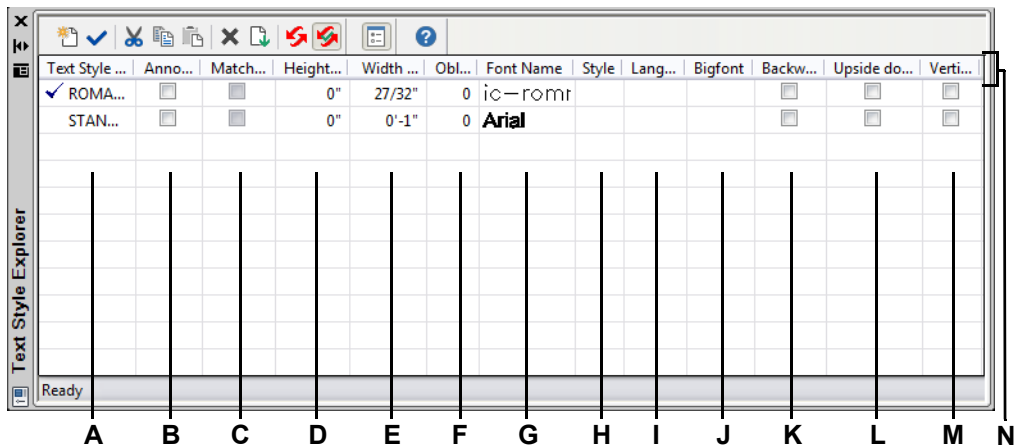 Text Style ... Anno... Match... Height... Width ... Obl... Font Name Style Lang... Bigfont Backw... Upside do... Verti...
ROMA... 0" 27/32" 0 ic-romr
STAN... 0" 0'-1" 0 Arial
Text Style Explorer
Ready
A B C D E F G H I J K L M N